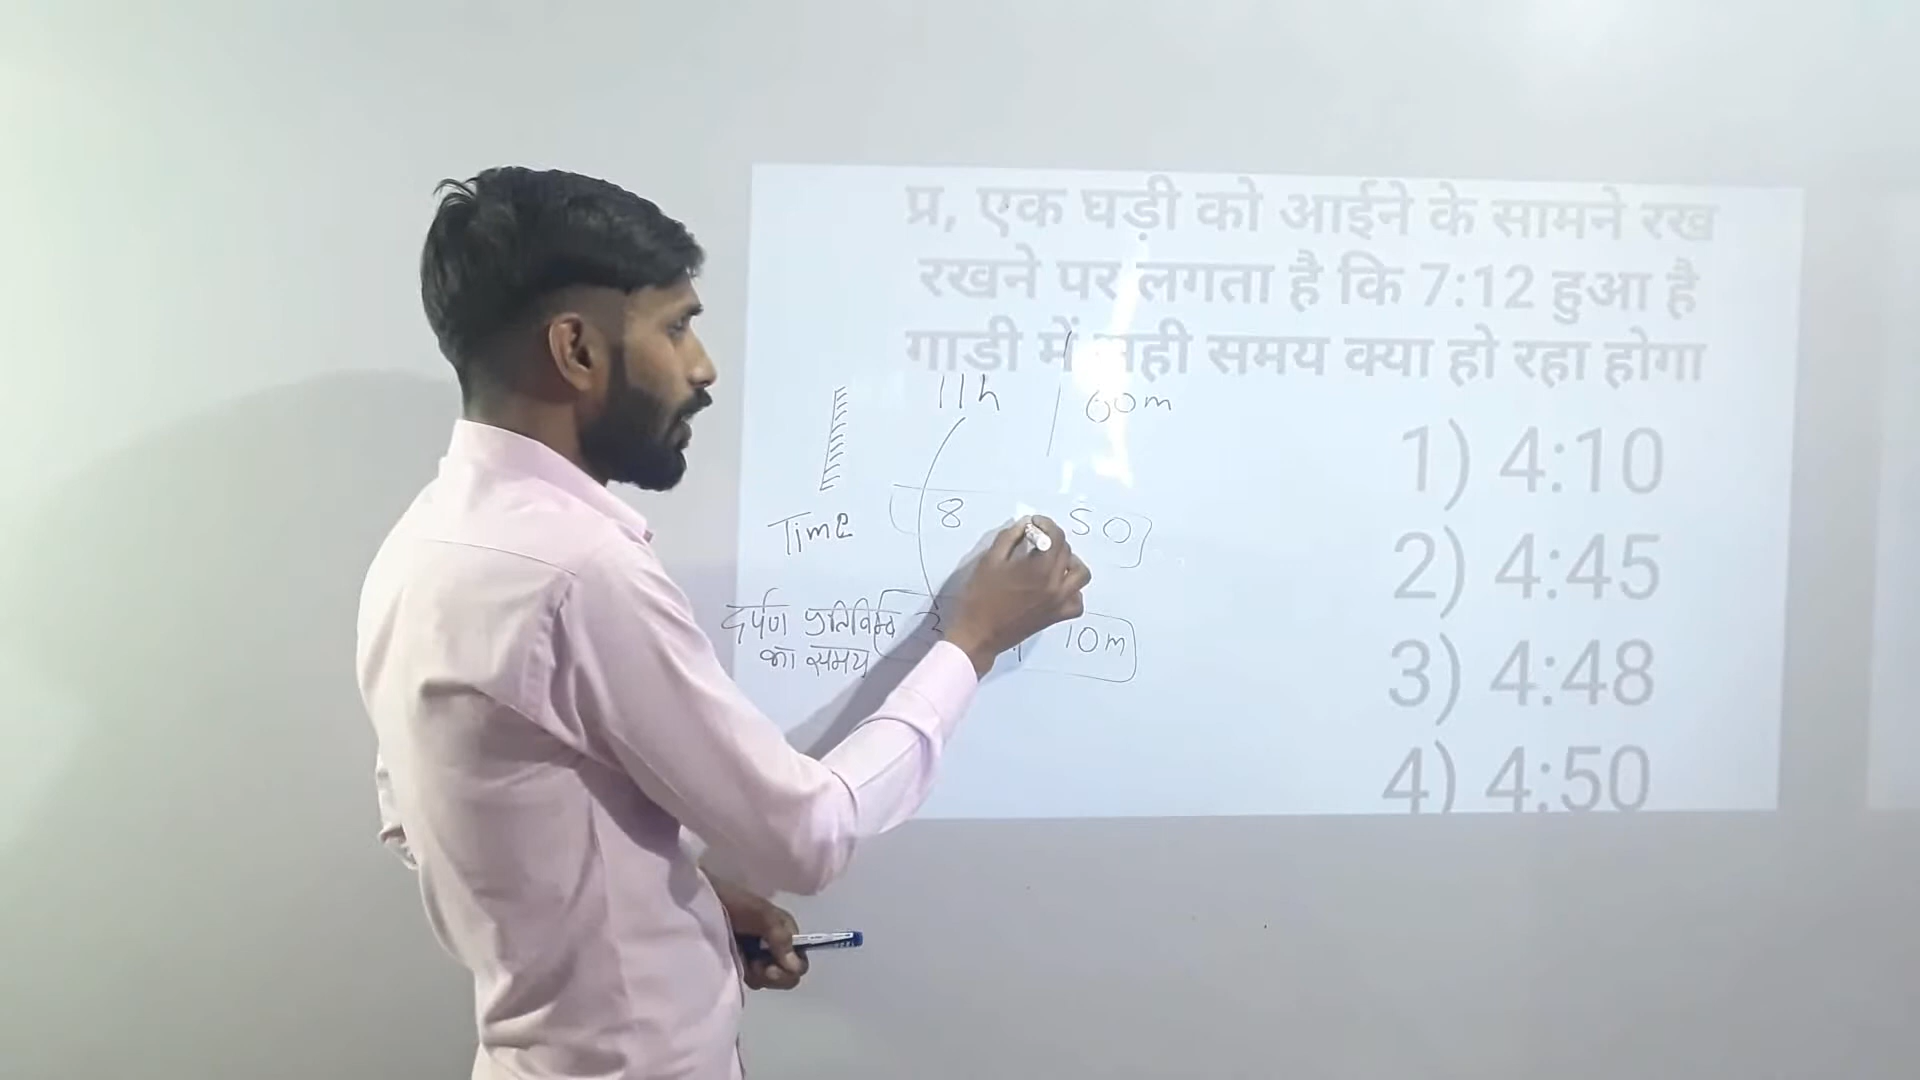 प्र, एक घड़ी को आईने के सामने रख
रखने पर लगता है कि 7:12 हुआ है
गाडी में सही समय क्या हो रहा होगा
1) 4:10
2) 4:45
3) 4:48
4) 4:50
11h 60m
Time 8 50
दर्पण प्रतिबिम्ब 10m
का समय